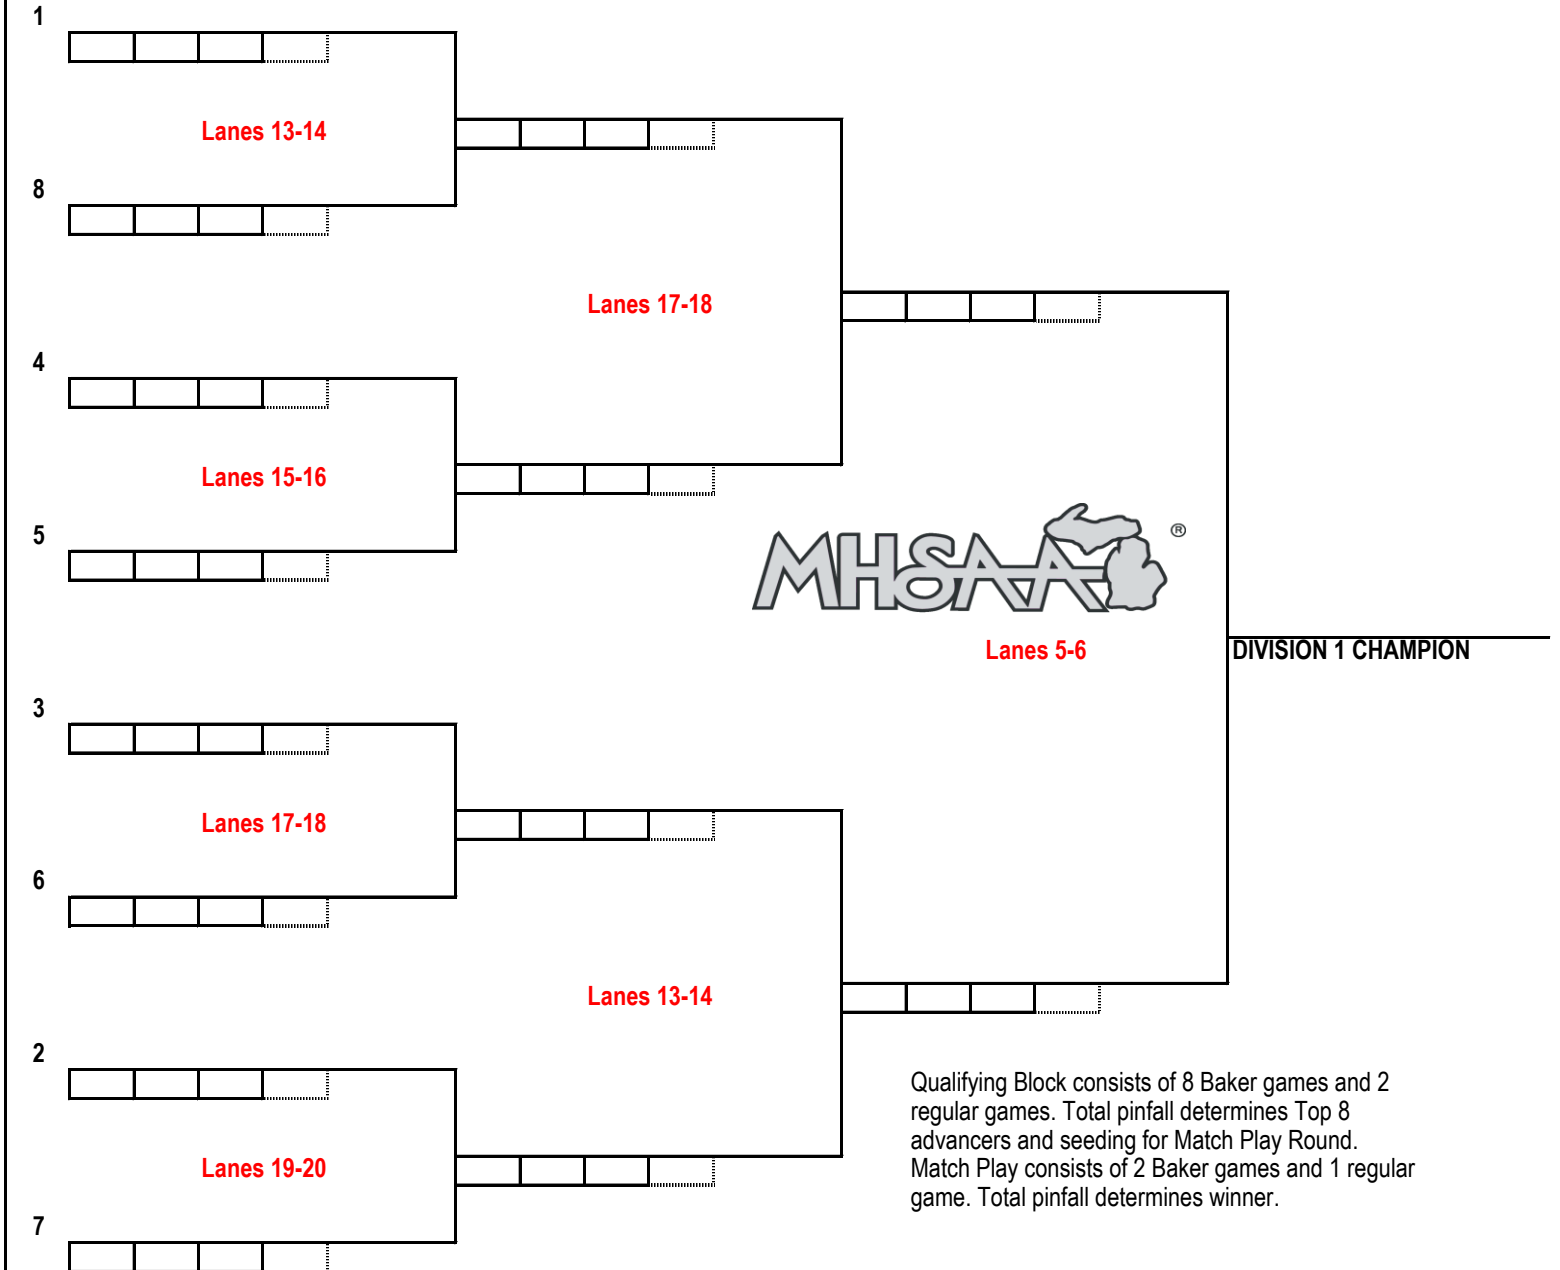 1
Lanes 13-14
8
Lanes 17-18
4
Lanes 15-16
5
MHSAA ®
Lanes 5-6
DIVISION 1 CHAMPION
3
Lanes 17-18
6
Lanes 13-14
2
Lanes 19-20
7
Qualifying Block consists of 8 Baker games and 2
regular games. Total pinfall determines Top 8
advancers and seeding for Match Play Round.
Match Play consists of 2 Baker games and 1 regular
game. Total pinfall determines winner.